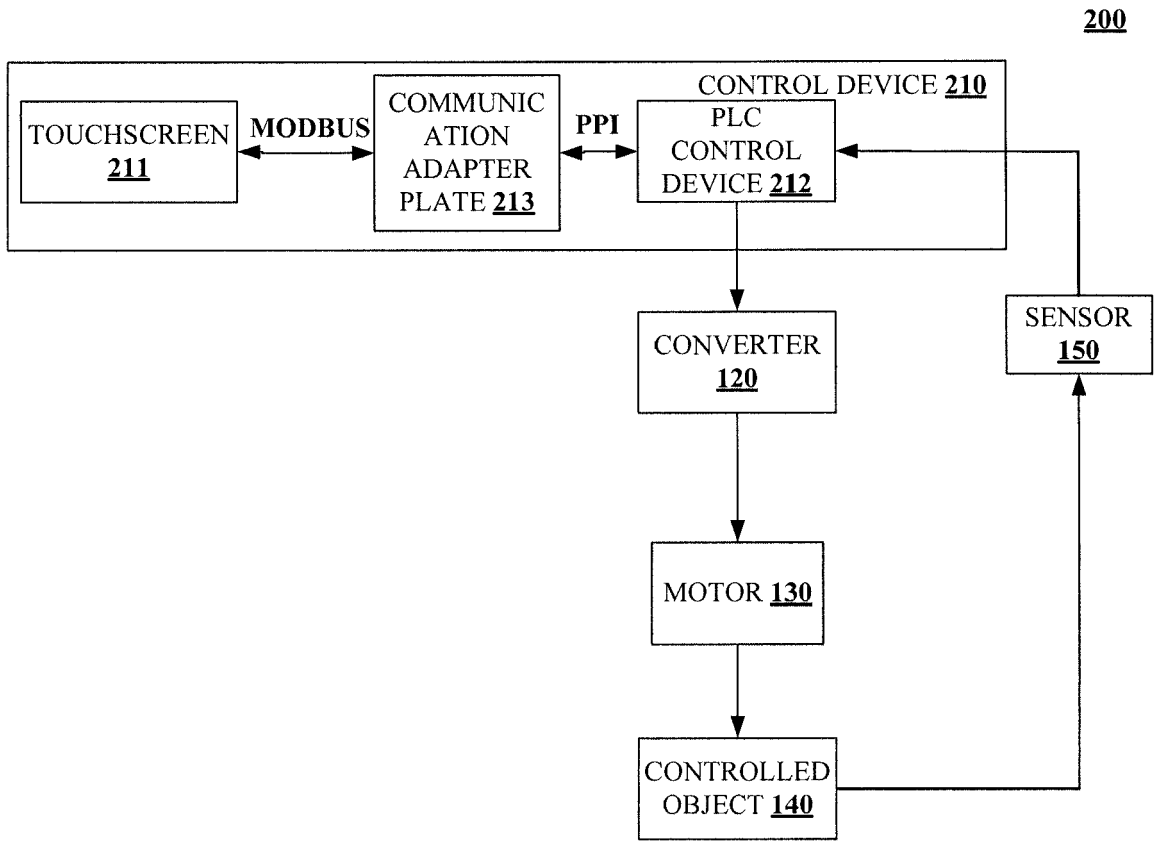 200
CONTROL DEVICE 210
TOUCHSCREEN
211
MODBUS
COMMUNIC
ATION
ADAPTER
PLATE 213
PPI
PLC
CONTROL
DEVICE 212
CONVERTER
120
SENSOR
150
MOTOR 130
CONTROLLED
OBJECT 140